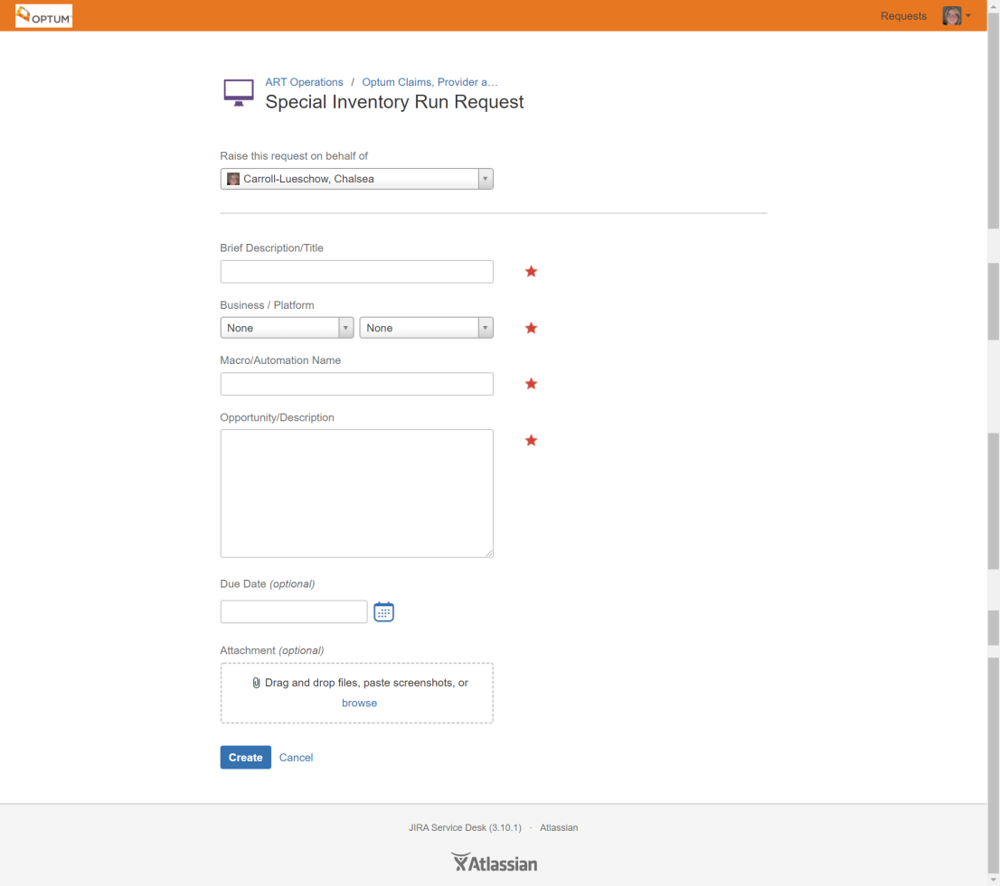 OPTUM
Requests
ART Operations / Optum Claims, Provider a…
Special Inventory Run Request
Raise this request on behalf of
Carroll-Lueschow, Chalsea
Brief Description/Title
Business / Platform
None None
Macro/Automation Name
Opportunity/Description
Due Date (optional)
Attachment (optional)
Drag and drop files, paste screenshots, or
browse
Create Cancel
JIRA Service Desk (3.10.1) · Atlassian
Atlassian